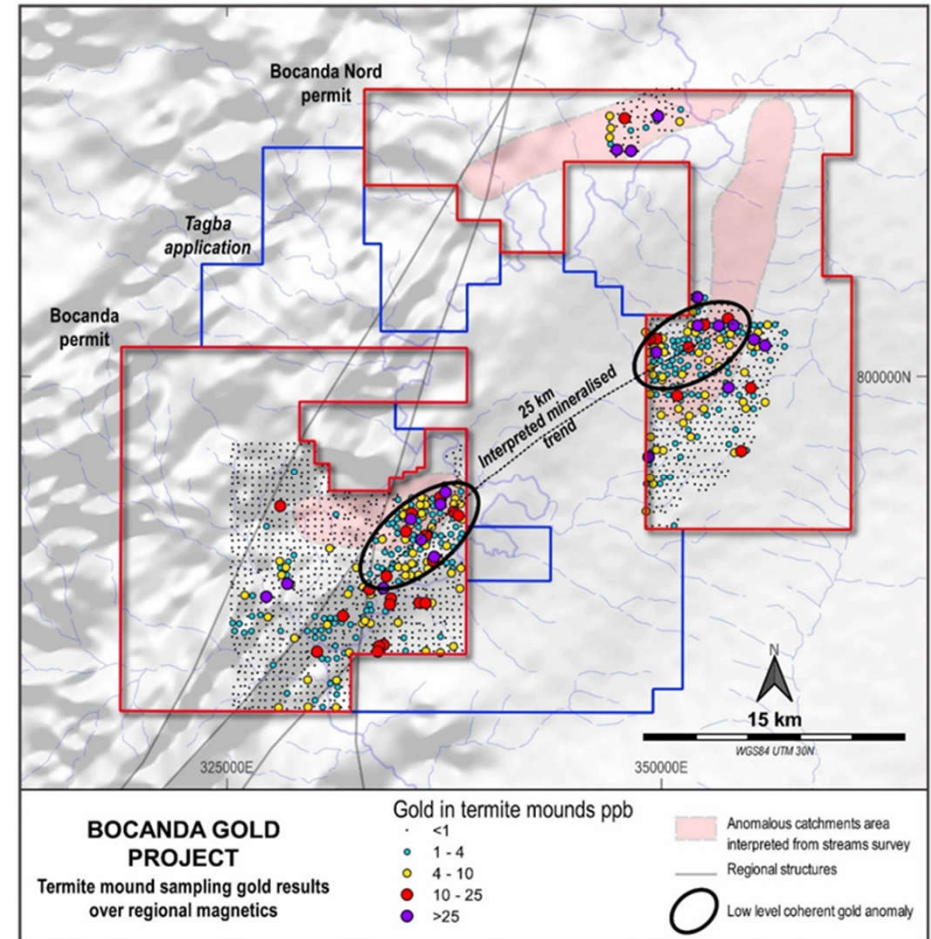 Bocanda Nord
permit
Tagba
application
Bocanda
permit
800000N
25 km
Interpreted mineralised
trend
N
15 km
WGS84 UTM 30N
325000E
350000E
BOCANDA GOLD
PROJECT
Termite mound sampling gold results
over regional magnetics
Gold in termite mounds ppb
<1
1 - 4
4 - 10
10 - 25
>25
Anomalous catchments area
interpreted from streams survey
Regional structures
Low level coherent gold anomaly